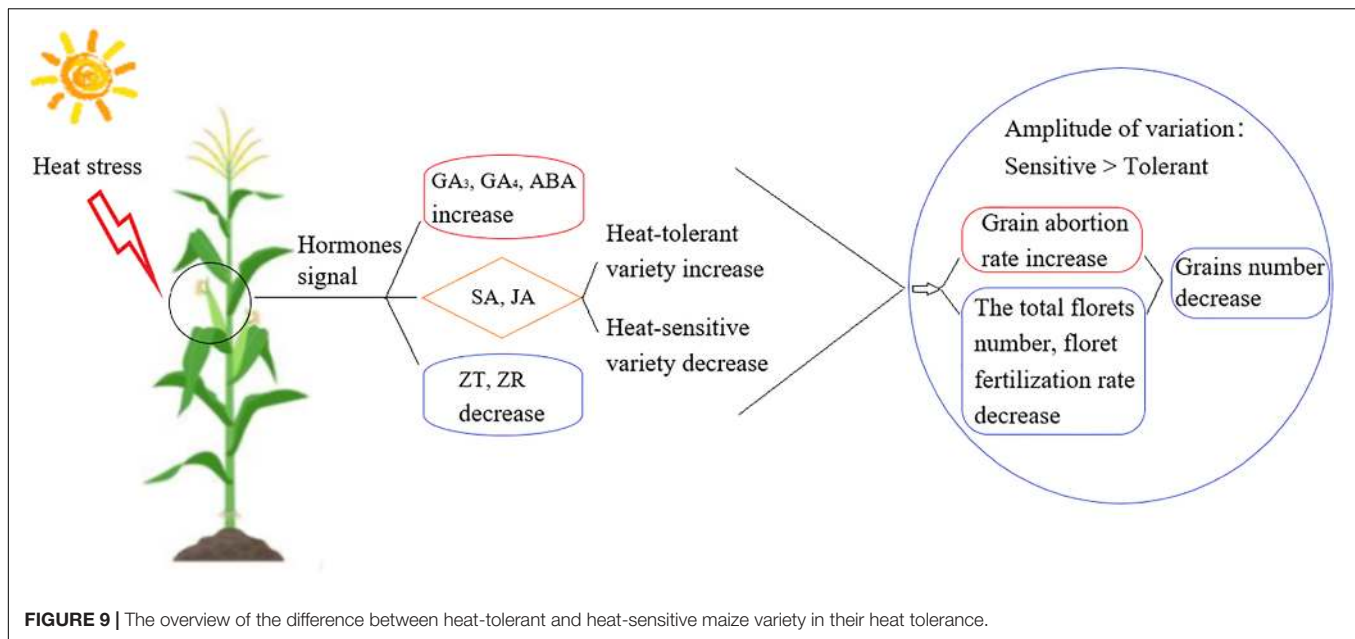 Heat stress
Hormones
signal
GA₃, GA₄, ABA
increase
SA, JA
ZT, ZR
decrease
Heat-tolerant
variety increase
Heat-sensitive
variety decrease
Amplitude of variation:
Sensitive > Tolerant
Grain abortion
rate increase
The total florets
number, floret
fertilization rate
decrease
Grains number
decrease
FIGURE 9 | The overview of the difference between heat-tolerant and heat-sensitive maize variety in their heat tolerance.